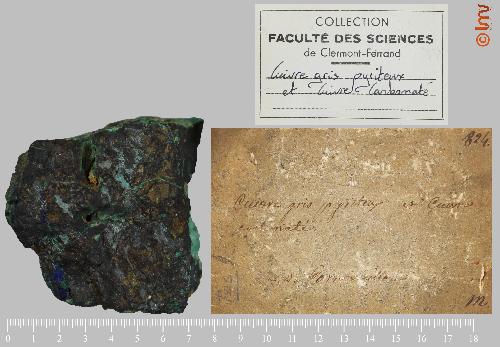 COLLECTION
FACULTÉ DES SCIENCES
de Clermont-Ferrand
Cuivre gris pyriteux
et Cuivre Carbonaté
lmv
824.
Cuivre gris pyriteux et Cuivre
carbonaté
m
0 1 2 3 4 5 6 7 8 9 10 11 12 13 14 15 16 17 18